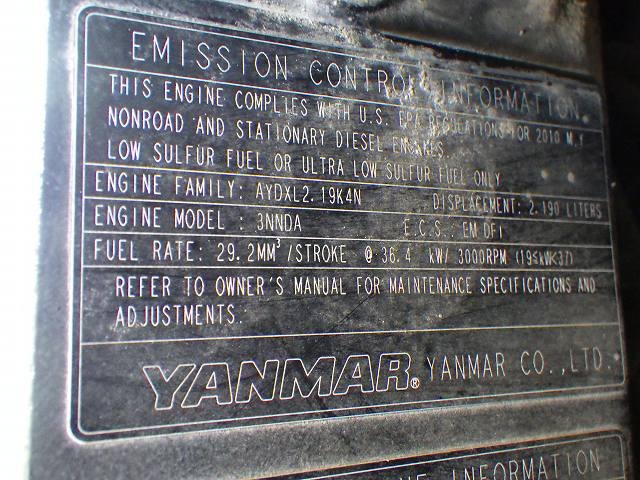 EMISSION CONTROL INFORMATION
THIS ENGINE COMPLIES WITH U.S. EPA REGULATIONS FOR 2010 M.Y
NONROAD AND STATIONARY DIESEL ENGINES.
LOW SULFUR FUEL OR ULTRA LOW SULFUR FUEL ONLY
ENGINE FAMILY: AYDXL2.19K4N DISPLACEMENT: 2.190 LITERS
ENGINE MODEL : 3NNDA E.C.S.: EM DFI
FUEL RATE: 29.2MM³/STROKE @ 36.4 kW/ 3000RPM (19≤kW<37)
REFER TO OWNER'S MANUAL FOR MAINTENANCE SPECIFICATIONS AND
ADJUSTMENTS.
YANMAR® YANMAR CO.,LTD.
INFORMATION